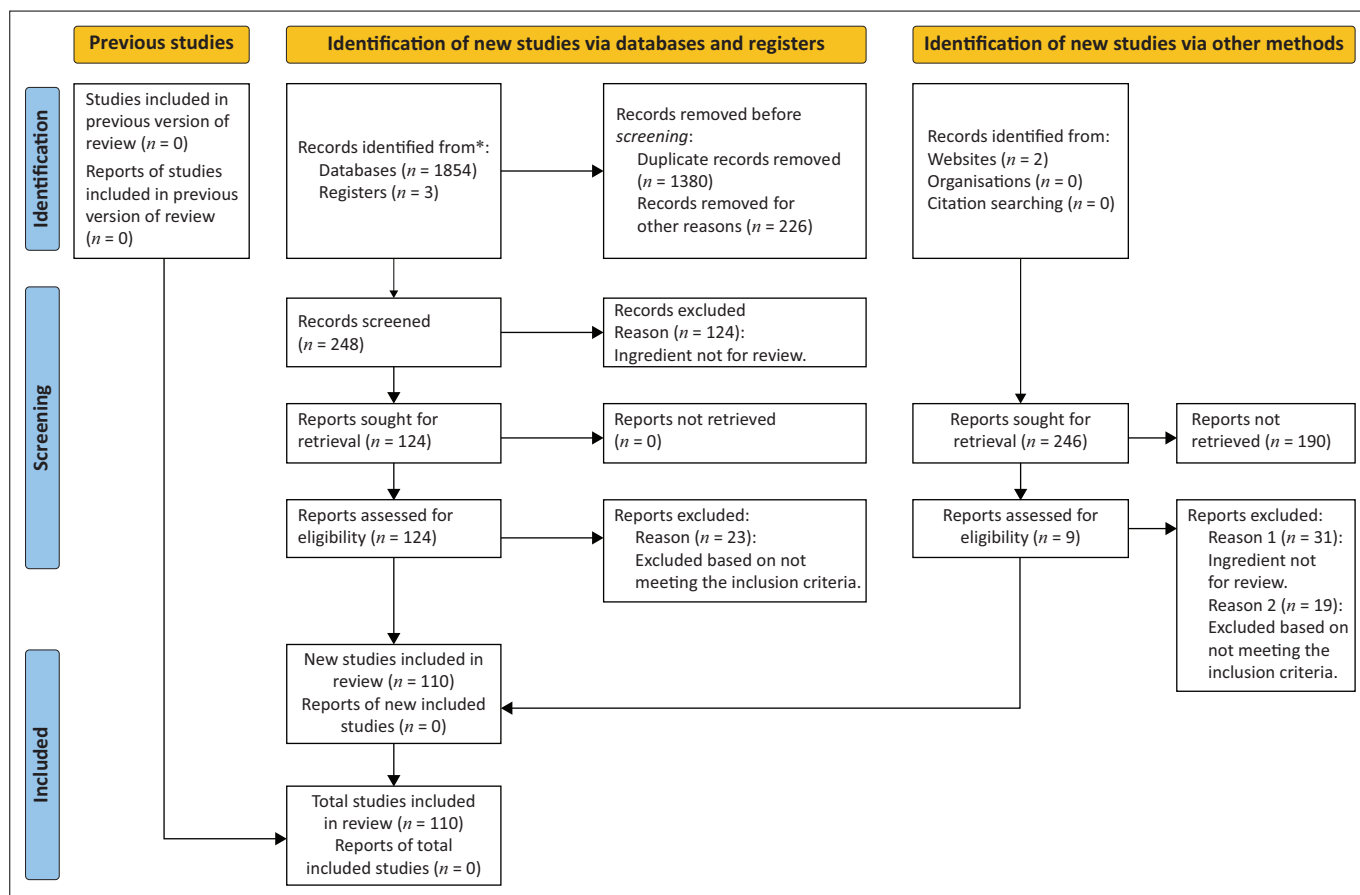 Previous studies
Identification of new studies via databases and registers
Identification of new studies via other methods
Identification
Studies included in
previous version of
review (n = 0)
Reports of studies
included in previous
version of review
(n = 0)
Records identified from*:
Databases (n = 1854)
Registers (n = 3)
Records removed before
screening:
Duplicate records removed
(n = 1380)
Records removed for
other reasons (n = 226)
Records identified from:
Websites (n = 2)
Organisations (n = 0)
Citation searching (n = 0)
Screening
Records screened
(n = 248)
Records excluded
Reason (n = 124):
Ingredient not for review.
Reports sought for
retrieval (n = 124)
Reports not retrieved
(n = 0)
Reports sought for
retrieval (n = 246)
Reports not
retrieved (n = 190)
Reports assessed for
eligibility (n = 124)
Reports excluded:
Reason (n = 23):
Excluded based on not
meeting the inclusion criteria.
Reports assessed for
eligibility (n = 9)
Reports excluded:
Reason 1 (n = 31):
Ingredient not
for review.
Reason 2 (n = 19):
Excluded based on
not meeting the
inclusion criteria.
Included
New studies included in
review (n = 110)
Reports of new included
studies (n = 0)
Total studies included
in review (n = 110)
Reports of total
included studies (n = 0)